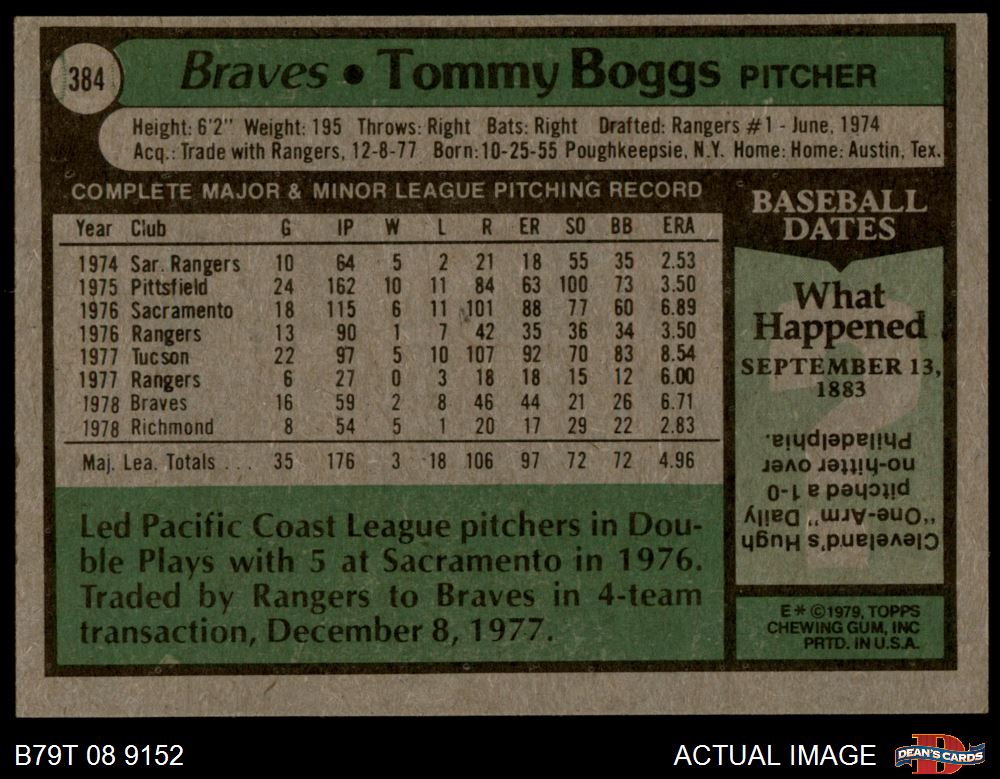 384
Braves • Tommy Boggs PITCHER
Height: 6'2" Weight: 195 Throws: Right Bats: Right Drafted: Rangers #1 - June, 1974
Acq.: Trade with Rangers, 12-8-77 Born: 10-25-55 Poughkeepsie, N.Y. Home: Home: Austin, Tex.
COMPLETE MAJOR & MINOR LEAGUE PITCHING RECORD
Year Club G IP W L R ER SO BB ERA
1974 Sar. Rangers 10 64 5 2 21 18 55 35 2.53
1975 Pittsfield 24 162 10 11 84 63 100 73 3.50
1976 Sacramento 18 115 6 11 101 88 77 60 6.89
1976 Rangers 13 90 1 7 42 35 36 34 3.50
1977 Tucson 22 97 5 10 107 92 70 83 8.54
1977 Rangers 6 27 0 3 18 18 15 12 6.00
1978 Braves 16 59 2 8 46 44 21 26 6.71
1978 Richmond 8 54 5 1 20 17 29 22 2.83
Maj. Lea. Totals ... 35 176 3 18 106 97 72 72 4.96
Led Pacific Coast League pitchers in Dou-
ble Plays with 5 at Sacramento in 1976.
Traded by Rangers to Braves in 4-team
transaction, December 8, 1977.
BASEBALL
DATES
What
Happened
SEPTEMBER 13,
1883
Cleveland's Hugh
"One-Arm" Daily
pitched a 1-0
no-hitter over
Philadelphia.
E* ©1979, TOPPS
CHEWING GUM, INC
PRTD. IN U.S.A.
B79T 08 9152
ACTUAL IMAGE
DEAN'S CARDS